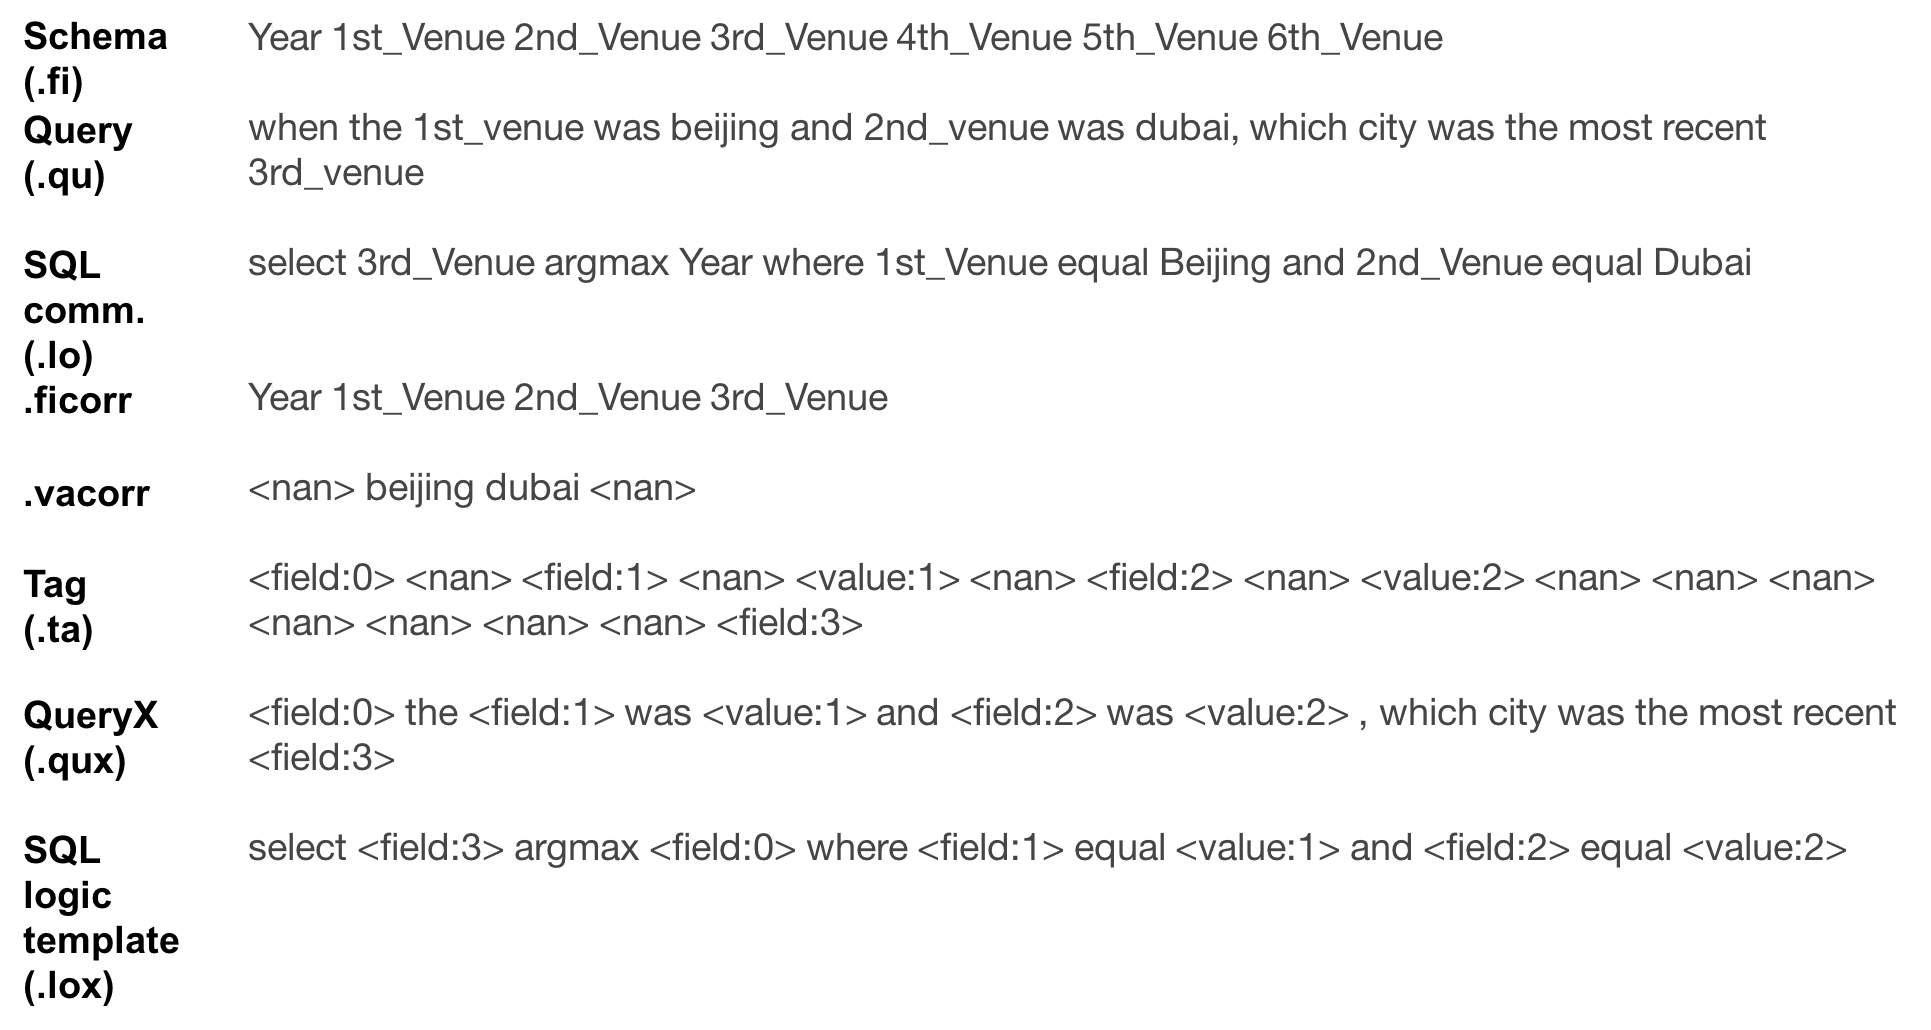 Schema Year 1st_Venue 2nd_Venue 3rd_Venue 4th_Venue 5th_Venue 6th_Venue
(.fi)
Query when the 1st_venue was beijing and 2nd_venue was dubai, which city was the most recent
(.qu) 3rd_venue
SQL select 3rd_Venue argmax Year where 1st_Venue equal Beijing and 2nd_Venue equal Dubai
comm.
(.lo)
.ficorr Year 1st_Venue 2nd_Venue 3rd_Venue
.vacorr <nan> beijing dubai <nan>
Tag <field:0> <nan> <field:1> <nan> <value:1> <nan> <field:2> <nan> <value:2> <nan> <nan> <nan>
(.ta) <nan> <nan> <nan> <nan> <field:3>
QueryX <field:0> the <field:1> was <value:1> and <field:2> was <value:2> , which city was the most recent
(.qux) <field:3>
SQL select <field:3> argmax <field:0> where <field:1> equal <value:1> and <field:2> equal <value:2>
logic
template
(.lox)